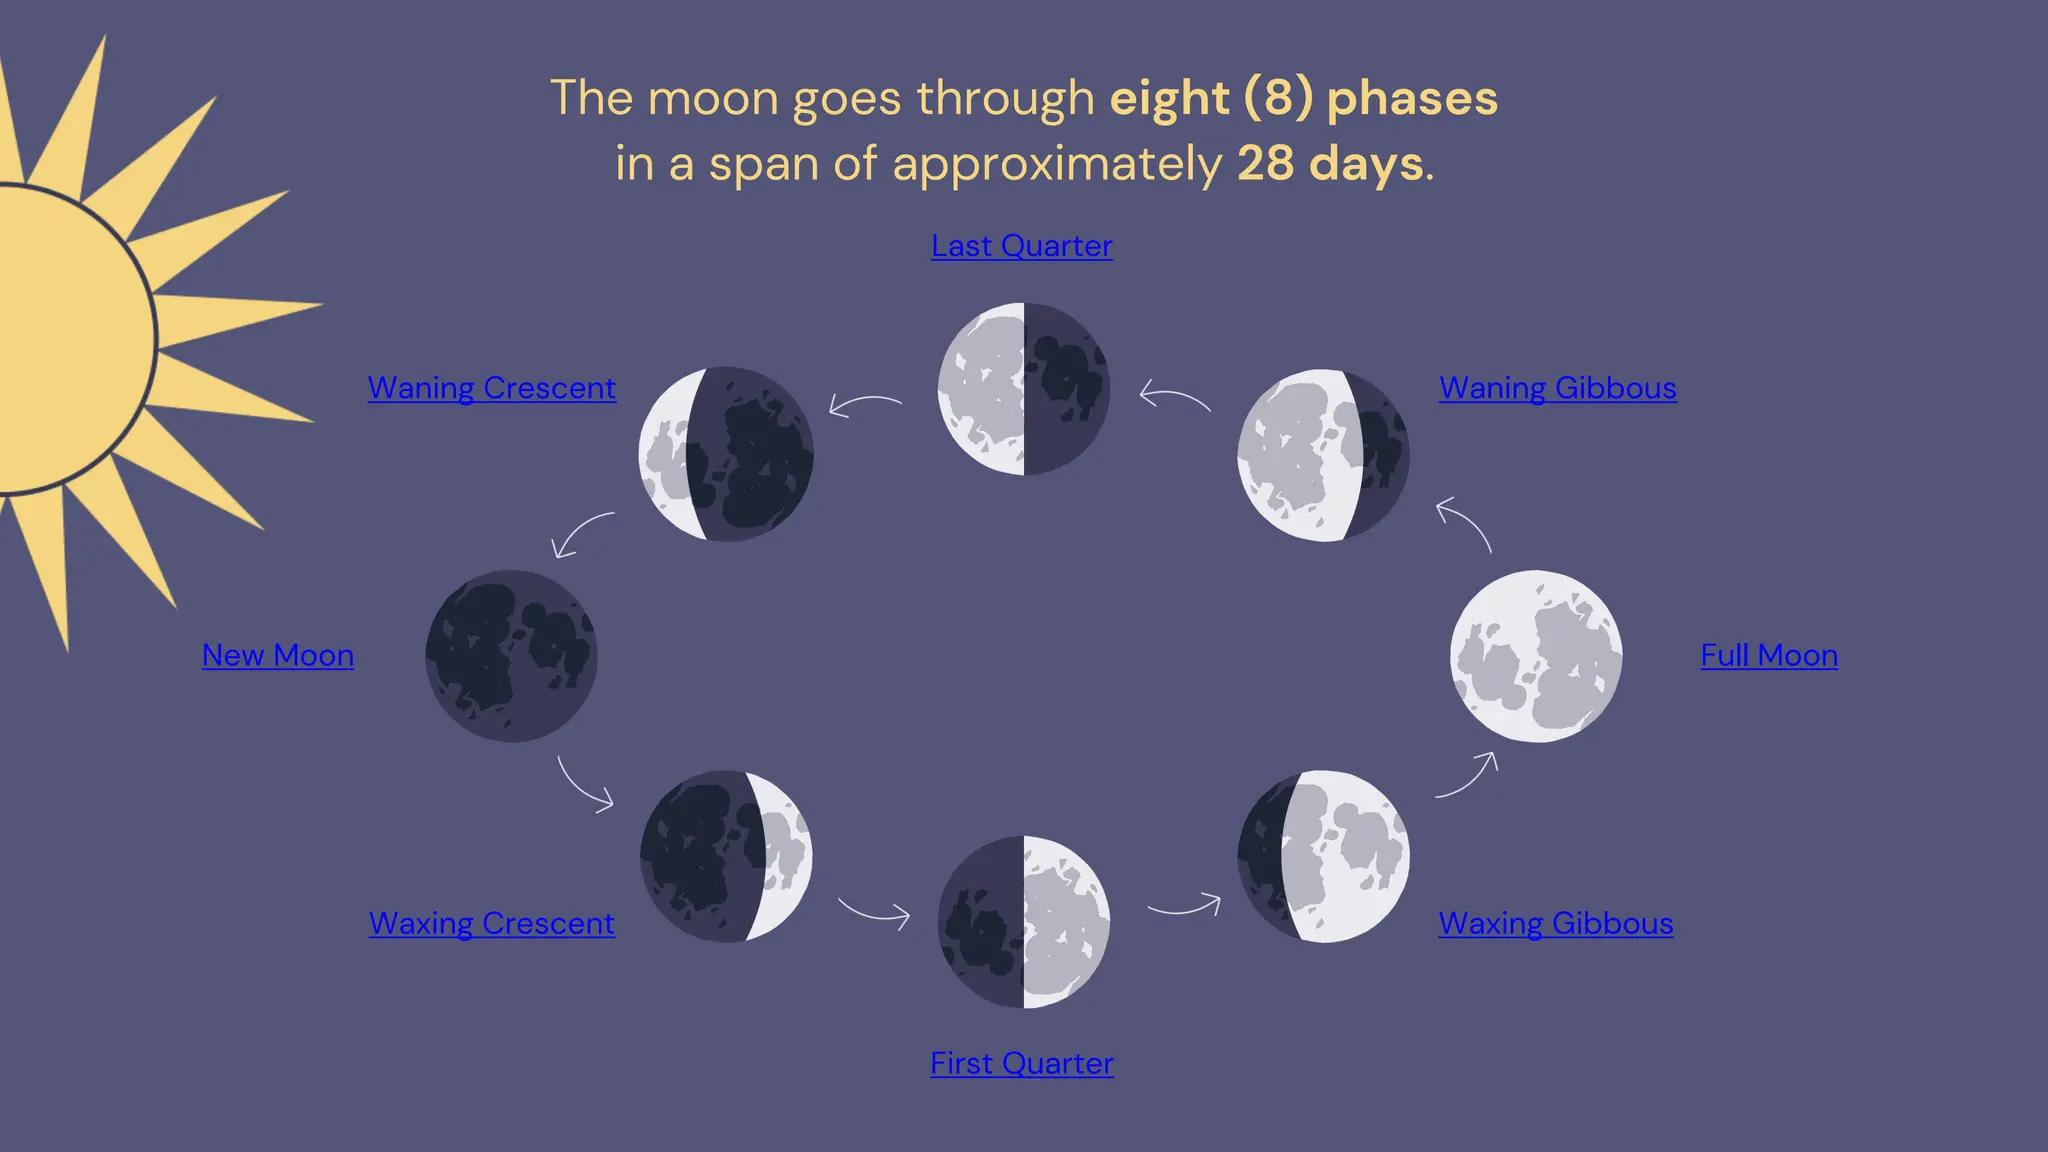 The moon goes through eight (8) phases
in a span of approximately 28 days.
Last Quarter
Waning Crescent
Waning Gibbous
New Moon
Full Moon
Waxing Crescent
Waxing Gibbous
First Quarter